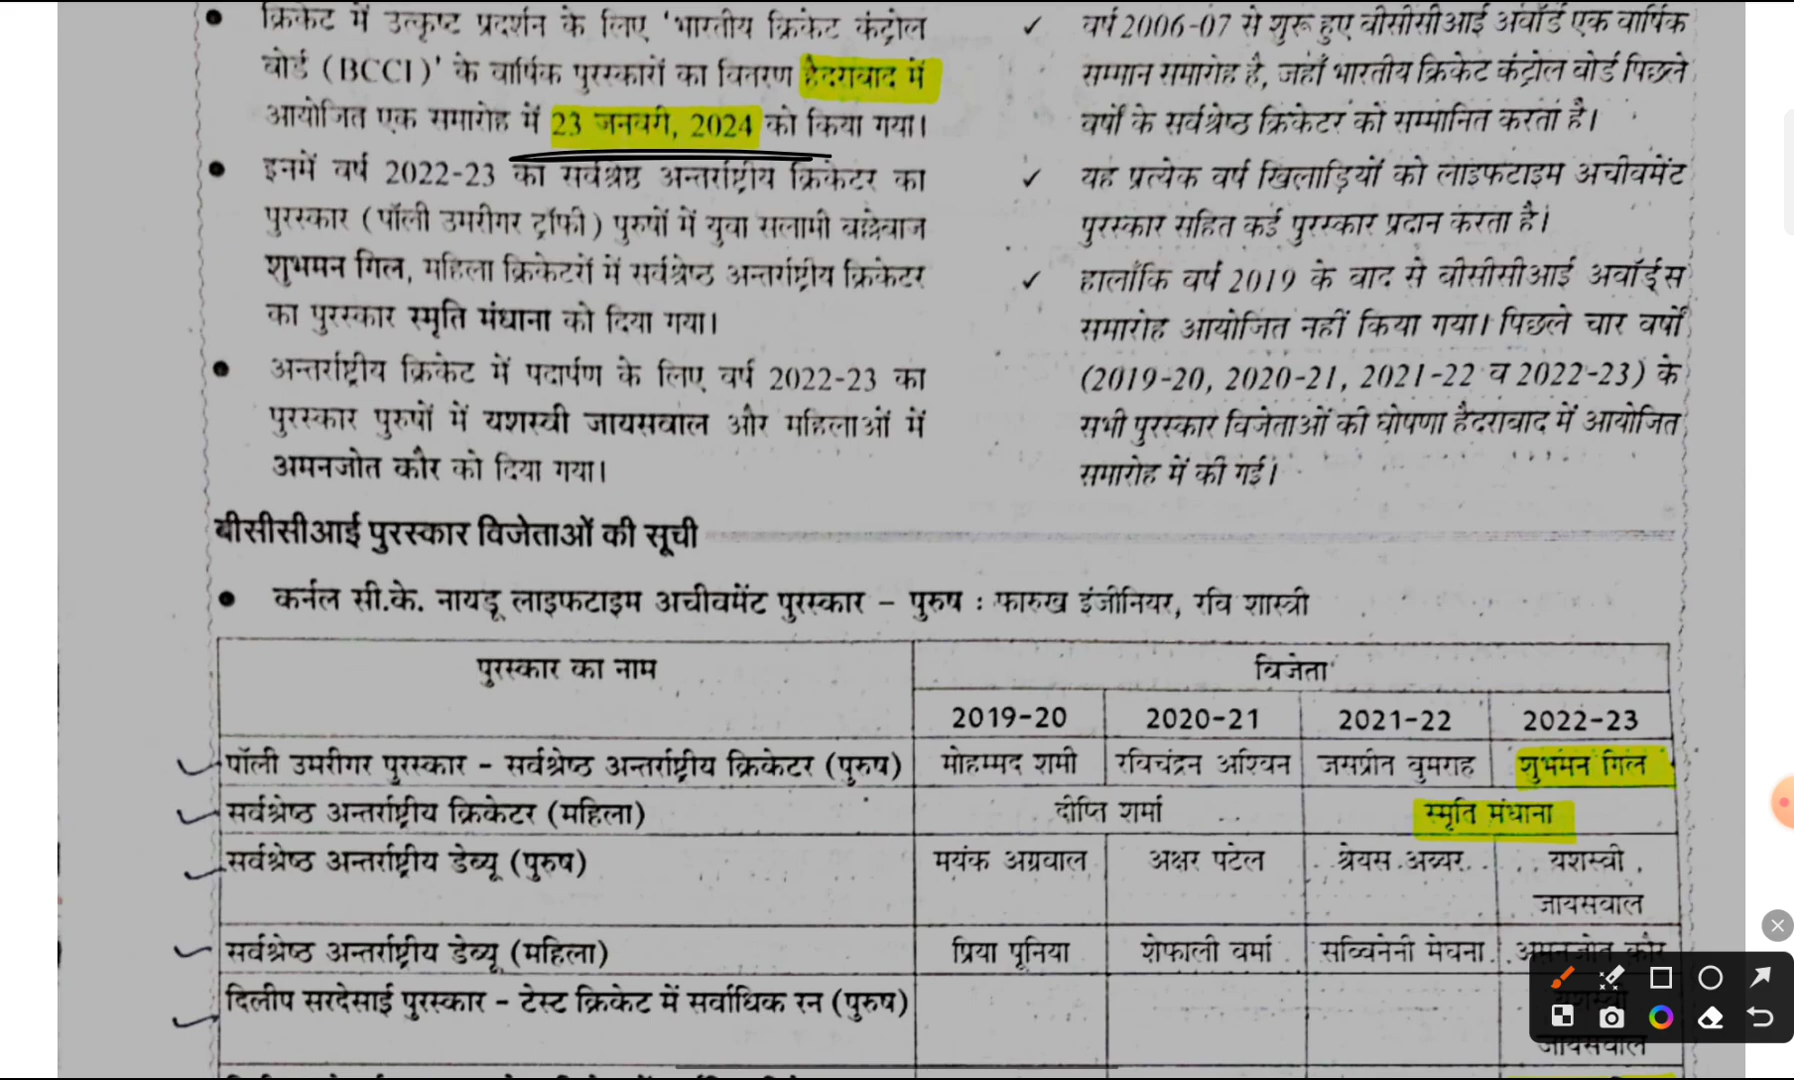 क्रिकेट में उत्कृष्ट प्रदर्शन के लिए 'भारतीय क्रिकेट कंट्रोल
बोर्ड (BCCI)' के वार्षिक पुरस्कारों का वितरण हैदराबाद में
आयोजित एक समारोह में 23 जनवरी, 2024 को किया गया।
इनमें वर्ष 2022-23 का सर्वश्रेष्ठ अन्तर्राष्ट्रीय क्रिकेटर का
पुरस्कार (पॉली उमरीगर ट्रॉफी) पुरुषों में युवा सलामी बल्लेबाज
शुभमन गिल, महिला क्रिकेटरों में सर्वश्रेष्ठ अन्तर्राष्ट्रीय क्रिकेटर
का पुरस्कार स्मृति मंधाना को दिया गया।
अन्तर्राष्ट्रीय क्रिकेट में पदार्पण के लिए वर्ष 2022-23 का
पुरस्कार पुरुषों में यशस्वी जायसवाल और महिलाओं में
अमनजोत कौर को दिया गया।
वर्ष 2006-07 से शुरू हुए बीसीसीआई अवॉर्ड एक वार्षिक
सम्मान समारोह है, जहाँ भारतीय क्रिकेट कंट्रोल बोर्ड पिछले
वर्षों के सर्वश्रेष्ठ क्रिकेटर को सम्मानित करता है।
यह प्रत्येक वर्ष खिलाड़ियों को लाइफटाइम अचीवमेंट
पुरस्कार सहित कई पुरस्कार प्रदान करता है।
हालाँकि वर्ष 2019 के बाद से बीसीसीआई अवॉर्ड्स
समारोह आयोजित नहीं किया गया। पिछले चार वर्षों
(2019-20, 2020-21, 2021-22 व 2022-23) के
सभी पुरस्कार विजेताओं की घोषणा हैदराबाद में आयोजित
समारोह में की गई।
बीसीसीआई पुरस्कार विजेताओं की सूची
कर्नल सी.के. नायडू लाइफटाइम अचीवमेंट पुरस्कार – पुरुष : फारुख इंजीनियर, रवि शास्त्री
पुरस्कार का नाम विजेता
2019-20 2020-21 2021-22 2022-23
पॉली उमरीगर पुरस्कार - सर्वश्रेष्ठ अन्तर्राष्ट्रीय क्रिकेटर (पुरुष) मोहम्मद शमी रविचंद्रन अश्विन जसप्रीत बुमराह शुभमन गिल
सर्वश्रेष्ठ अन्तर्राष्ट्रीय क्रिकेटर (महिला) दीप्ति शर्मा स्मृति मंधाना
सर्वश्रेष्ठ अन्तर्राष्ट्रीय डेब्यू (पुरुष) मयंक अग्रवाल अक्षर पटेल श्रेयस अय्यर यशस्वी
जायसवाल
सर्वश्रेष्ठ अन्तर्राष्ट्रीय डेब्यू (महिला) प्रिया पूनिया शेफाली वर्मा सब्बिनेनी मेघना अमनजोत कौर
दिलीप सरदेसाई पुरस्कार - टेस्ट क्रिकेट में सर्वाधिक रन (पुरुष) यशस्वी
जायसवाल